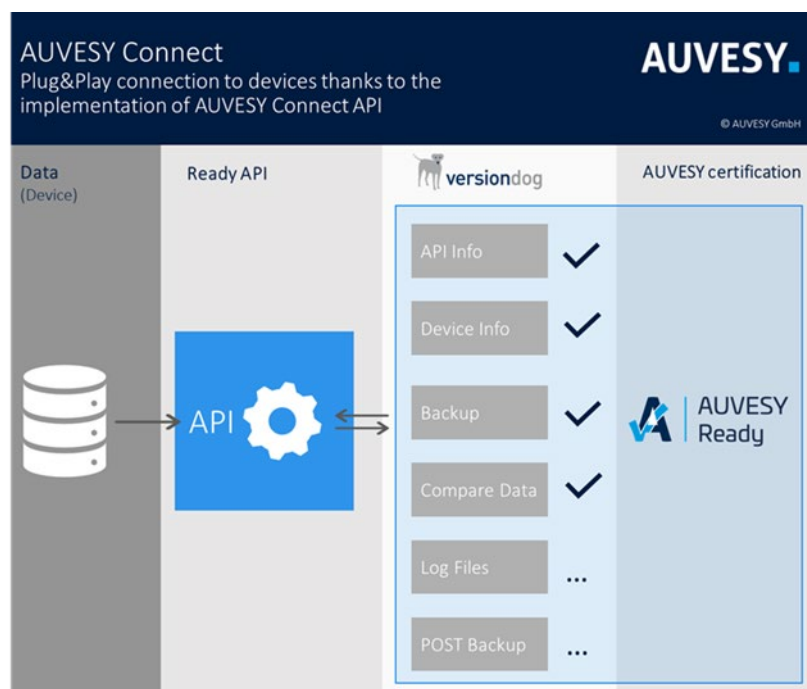 AUVESY Connect
Plug&Play connection to devices thanks to the
implementation of AUVESY Connect API
AUVESY.
© AUVESY GmbH
Data
(Device)
Ready API
versiondog
AUVESY certification
API Info
Device Info
Backup
Compare Data
Log Files
...
POST Backup
...
API
AUVESY
Ready